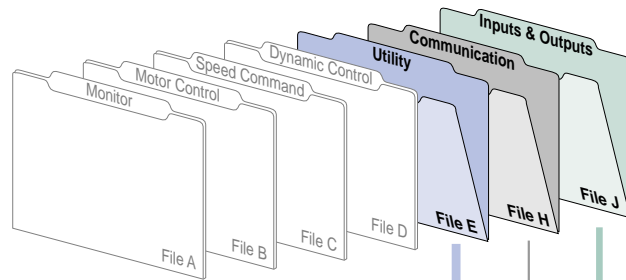 Monitor
File A
Motor Control
File B
Speed Command
File C
Dynamic Control
File D
Utility
File E
Communication
File H
Inputs & Outputs
File J